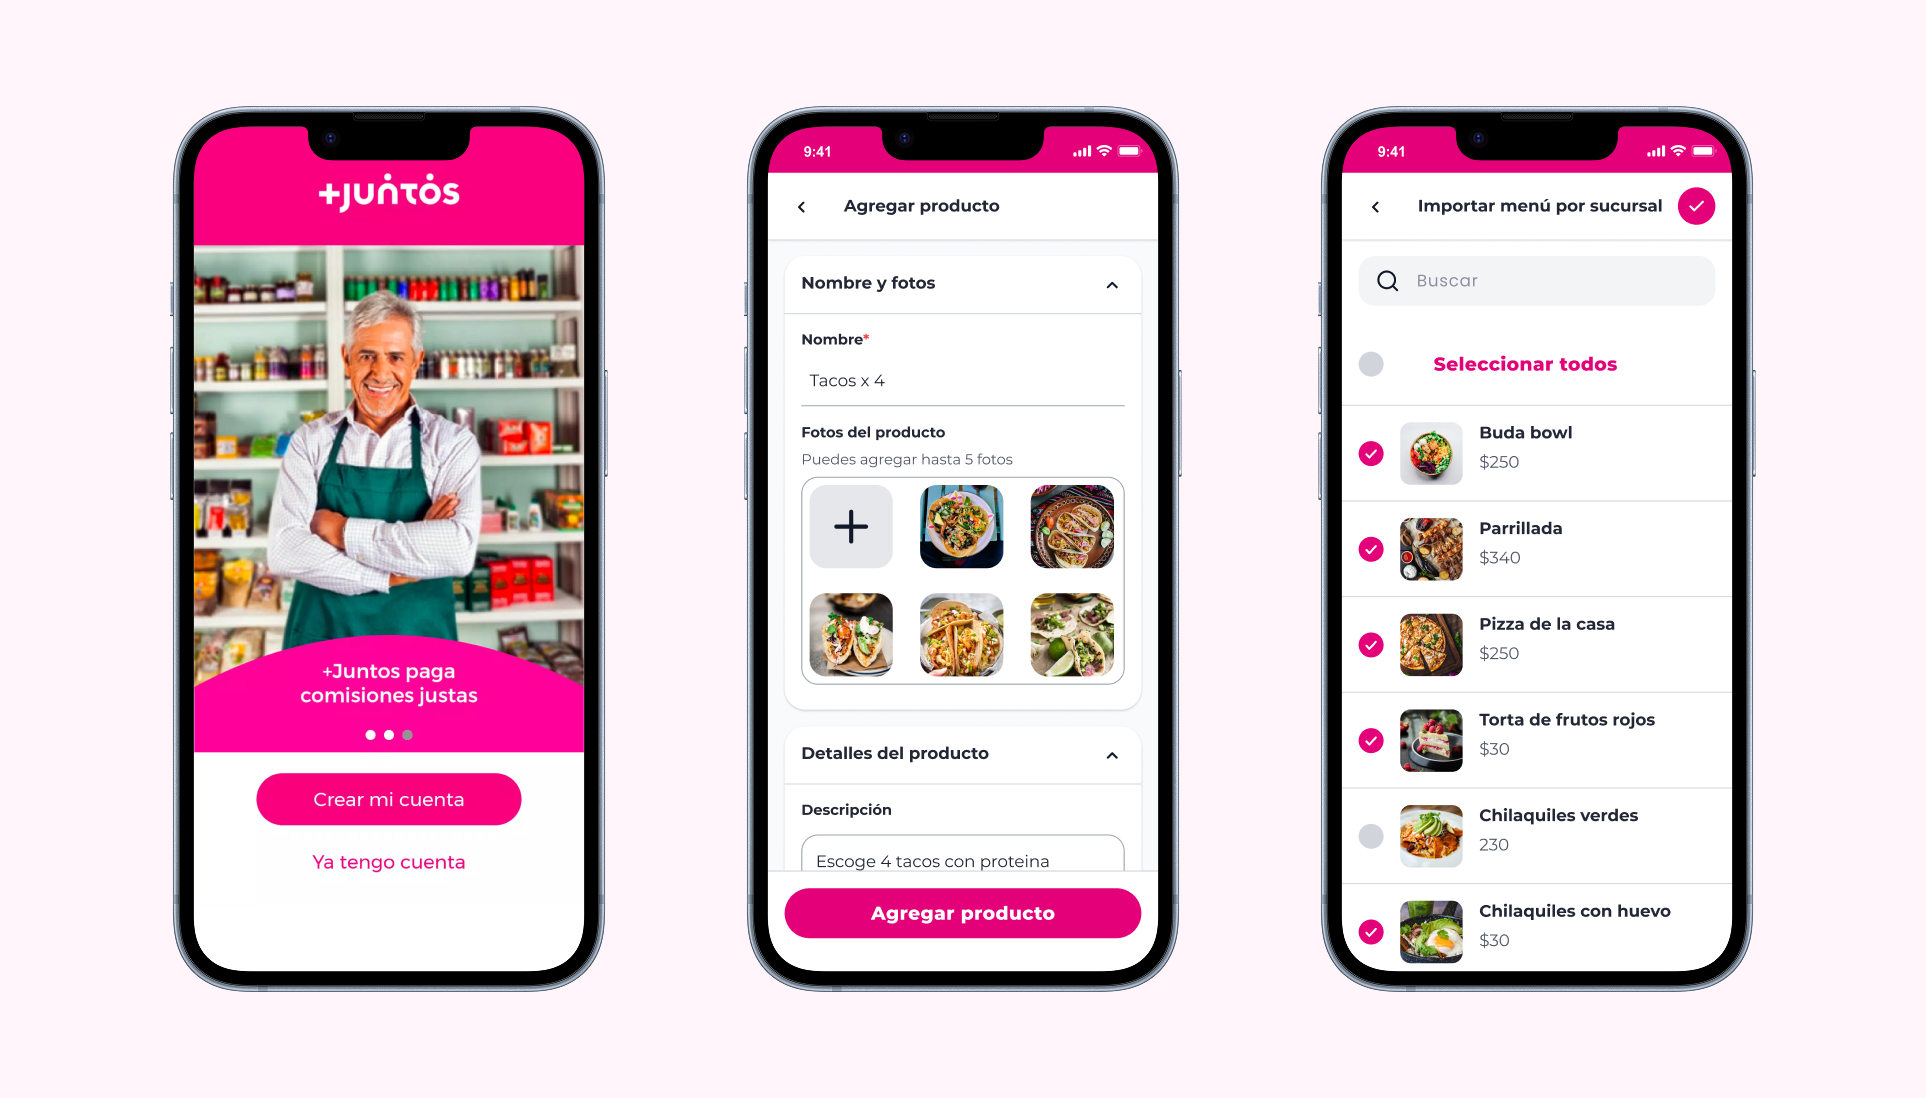 +JUNTOS
+Juntos paga
comisiones justas
Crear mi cuenta
Ya tengo cuenta
9:41
Agregar producto
Nombre y fotos
Nombre*
Tacos x 4
Fotos del producto
Puedes agregar hasta 5 fotos
Detalles del producto
Descripción
Escoge 4 tacos con proteina
Agregar producto
9:41
Importar menú por sucursal
Buscar
Seleccionar todos
Buda bowl
$250
Parrillada
$340
Pizza de la casa
$250
Torta de frutos rojos
$30
Chilaquiles verdes
230
Chilaquiles con huevo
$30